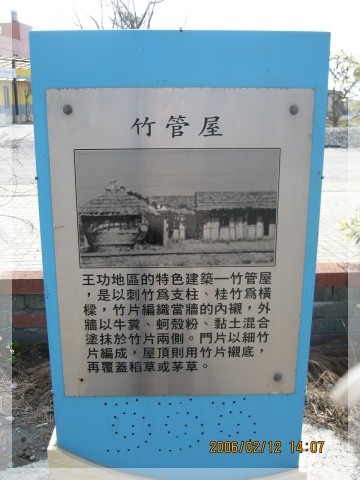 竹管屋
王功地區的特色建築—竹管屋
，是以刺竹為支柱、桂竹為橫
樑，竹片編織當牆的內襯，外
牆以牛糞、蚵殼粉、黏土混合
塗抹於竹片兩側。門片以細竹
片編成，屋頂則用竹片襯底，
再覆蓋稻草或茅草。
2006/02/12 14:07